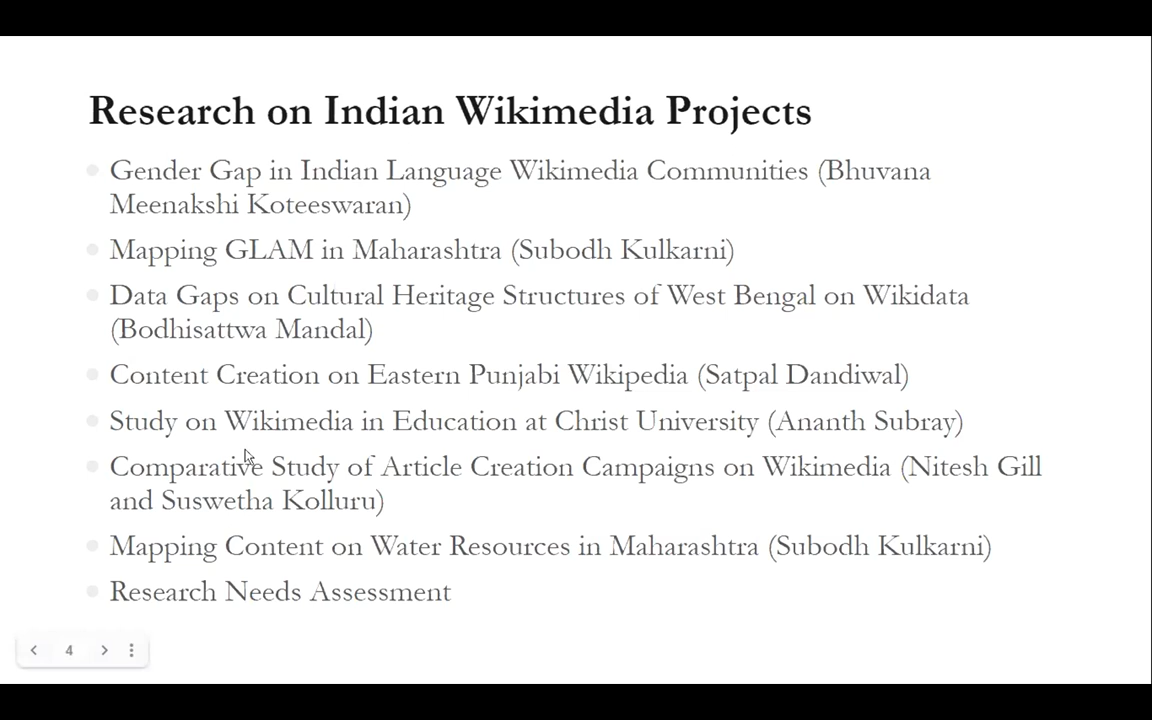 Research on Indian Wikimedia Projects
Gender Gap in Indian Language Wikimedia Communities (Bhuvana
Meenakshi Koteeswaran)
Mapping GLAM in Maharashtra (Subodh Kulkarni)
Data Gaps on Cultural Heritage Structures of West Bengal on Wikidata
(Bodhisattwa Mandal)
Content Creation on Eastern Punjabi Wikipedia (Satpal Dandiwal)
Study on Wikimedia in Education at Christ University (Ananth Subray)
Comparative Study of Article Creation Campaigns on Wikimedia (Nitesh Gill
and Suswetha Kolluru)
Mapping Content on Water Resources in Maharashtra (Subodh Kulkarni)
Research Needs Assessment
4